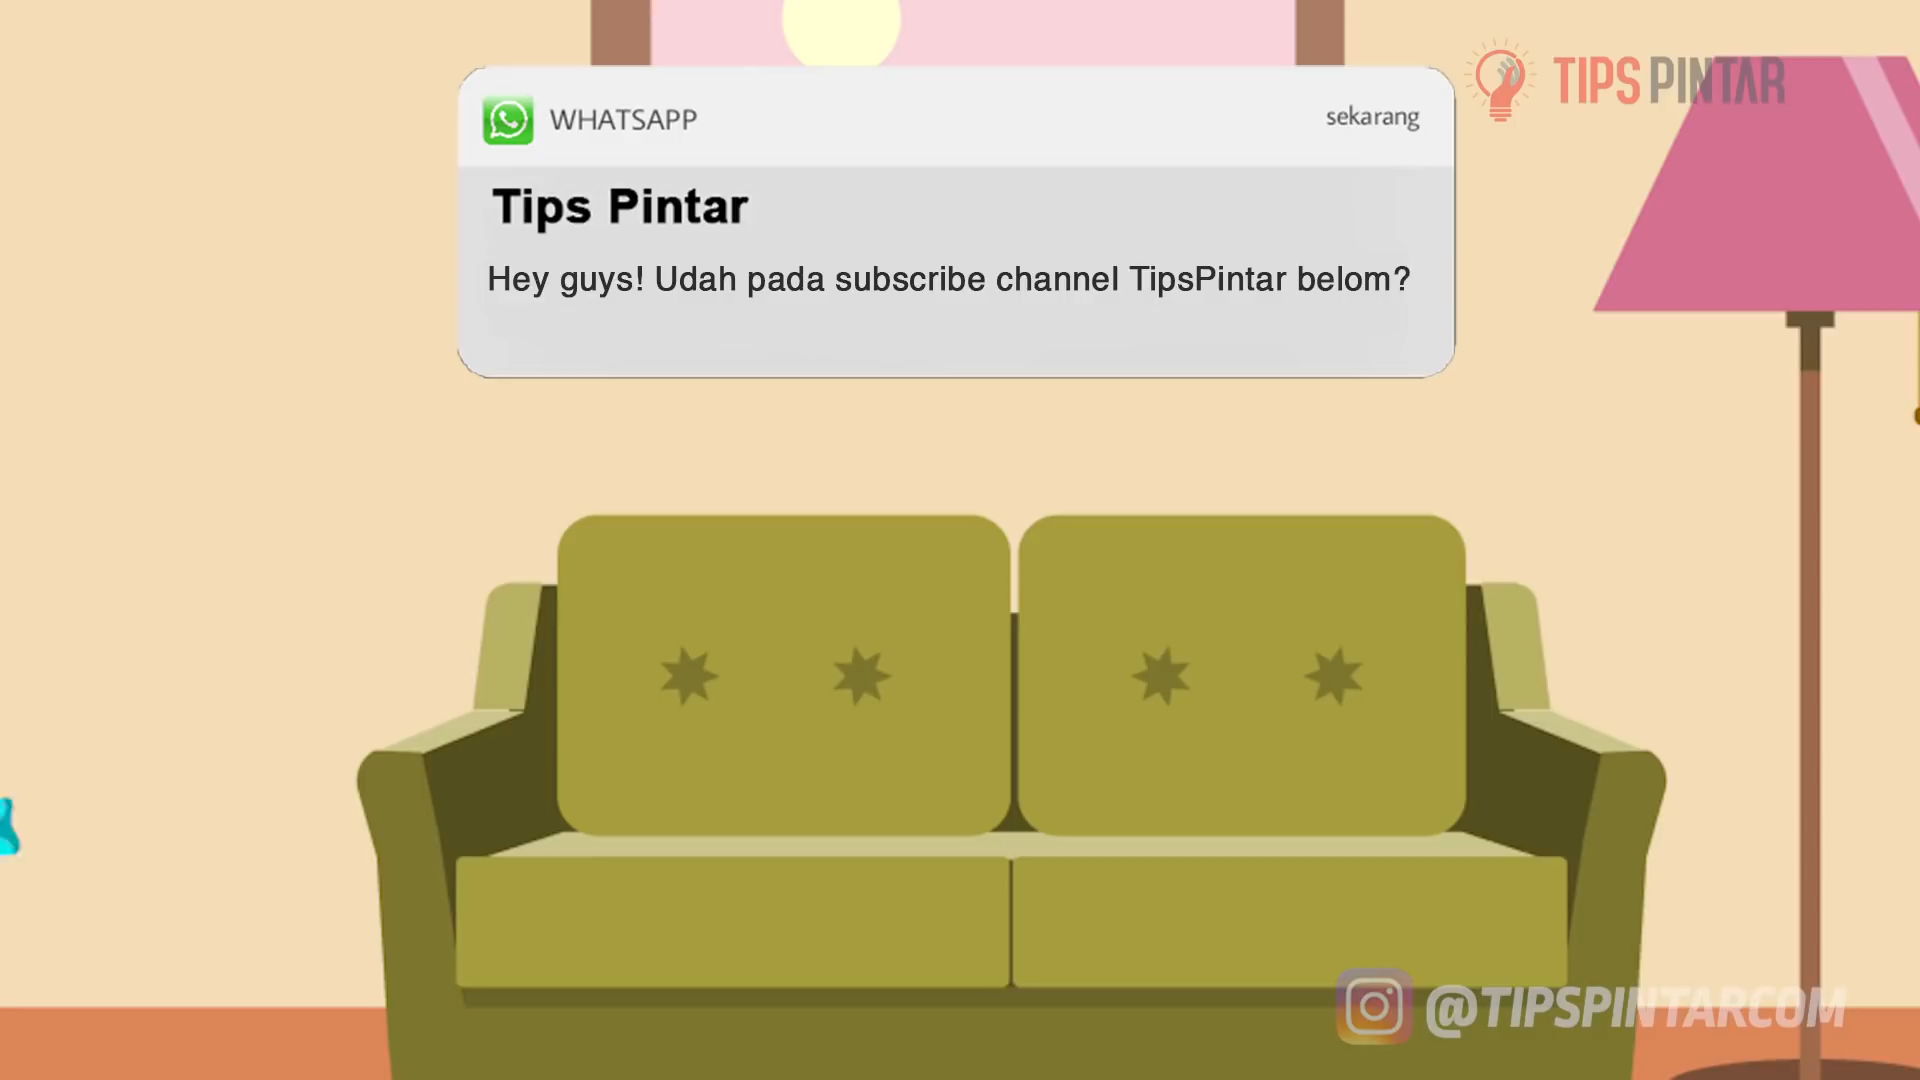 WHATSAPP
sekarang
TIPS PINTAR
Tips Pintar
Hey guys! Udah pada subscribe channel TipsPintar belom?
@TIPSPINTARCOM